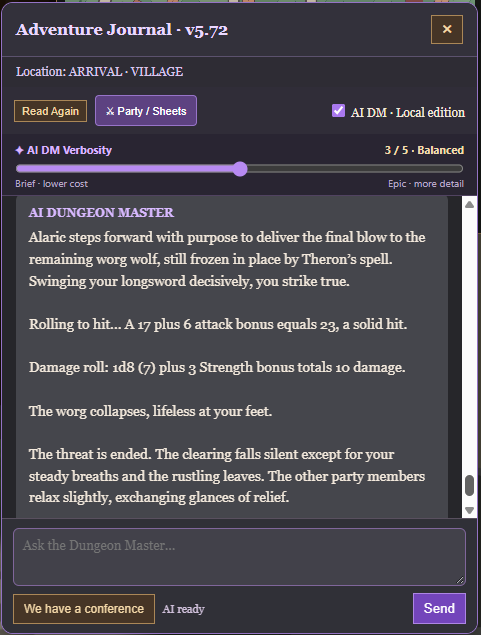 Adventure Journal · v5.72
×
Location: ARRIVAL · VILLAGE
Read Again
⚔ Party / Sheets
AI DM · Local edition
✦ AI DM Verbosity
3 / 5 · Balanced
Brief · lower cost
Epic · more detail
AI DUNGEON MASTER
Alaric steps forward with purpose to deliver the final blow to the
remaining worg wolf, still frozen in place by Theron’s spell.
Swinging your longsword decisively, you strike true.
Rolling to hit... A 17 plus 6 attack bonus equals 23, a solid hit.
Damage roll: 1d8 (7) plus 3 Strength bonus totals 10 damage.
The worg collapses, lifeless at your feet.
The threat is ended. The clearing falls silent except for your
steady breaths and the rustling leaves. The other party members
relax slightly, exchanging glances of relief.
Ask the Dungeon Master...
We have a conference
AI ready
Send